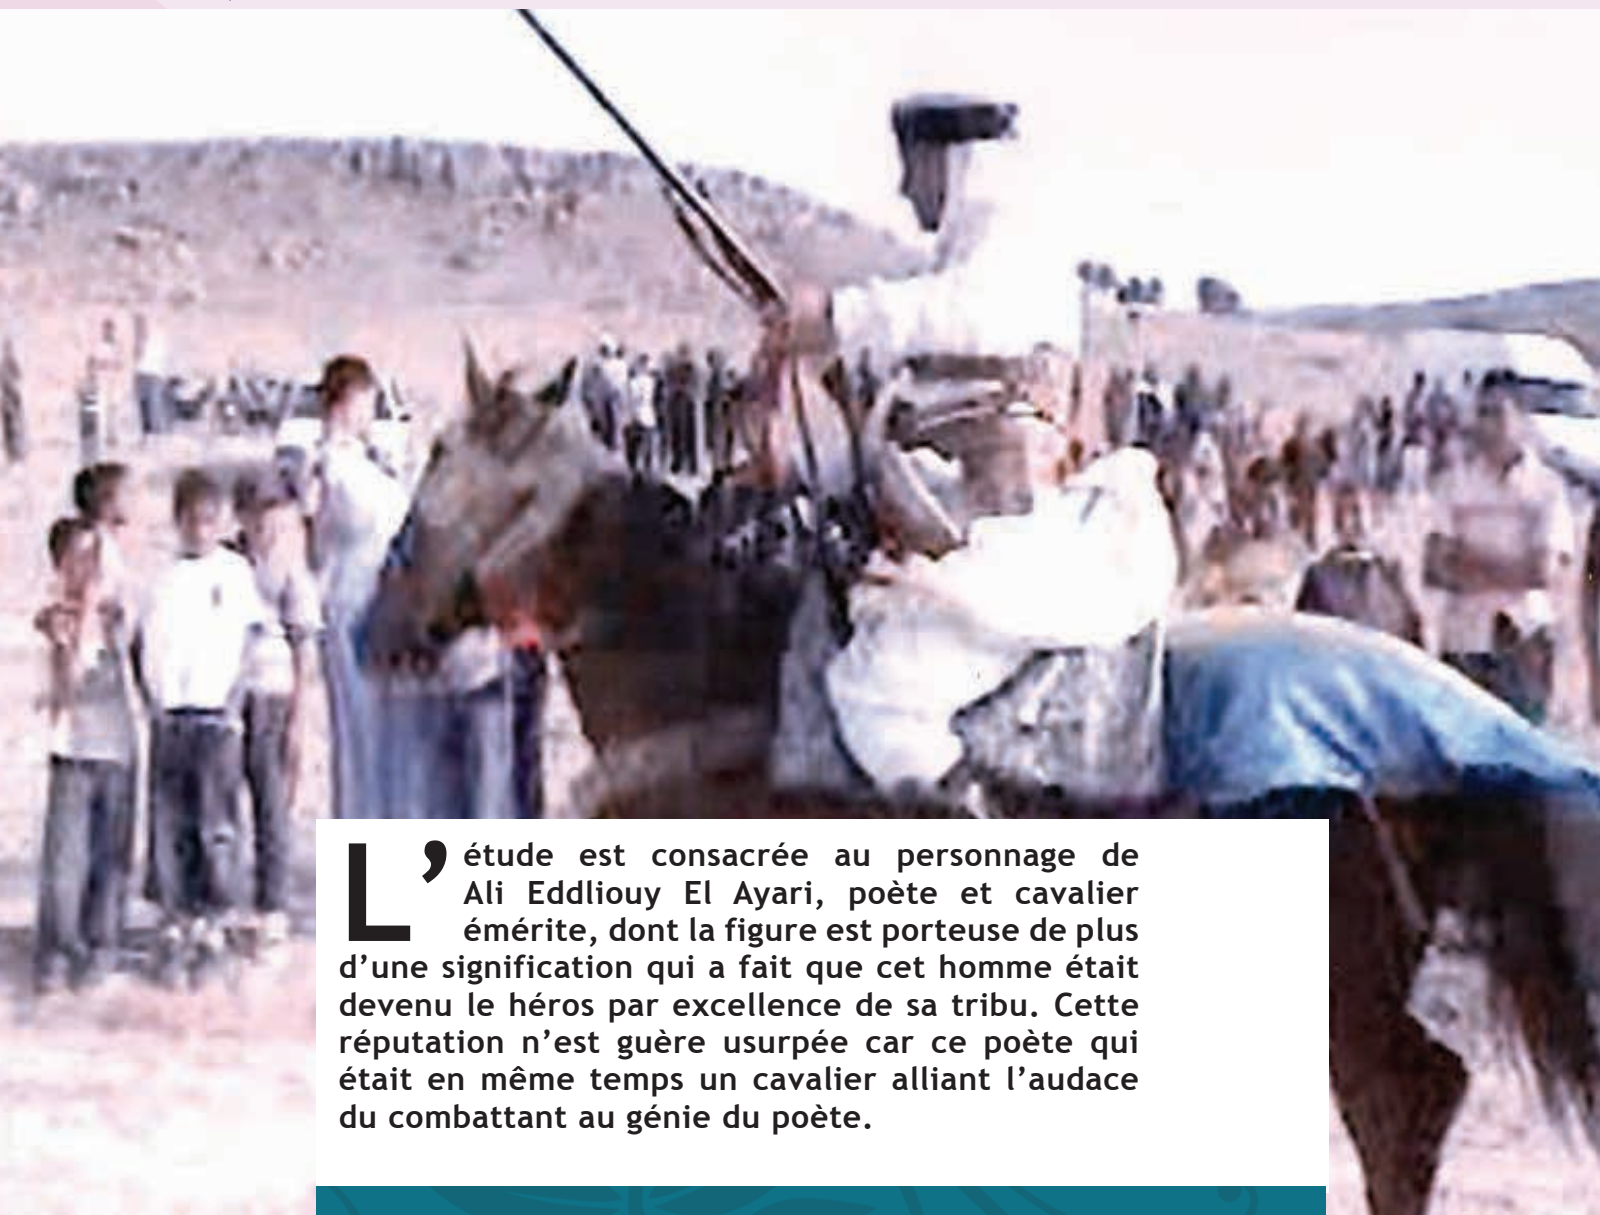 L’étude est consacrée au personnage de
Ali Eddliouy El Ayari, poète et cavalier
émérite, dont la figure est porteuse de plus
d’une signification qui a fait que cet homme était
devenu le héros par excellence de sa tribu. Cette
réputation n’est guère usurpée car ce poète qui
était en même temps un cavalier alliant l’audace
du combattant au génie du poète.